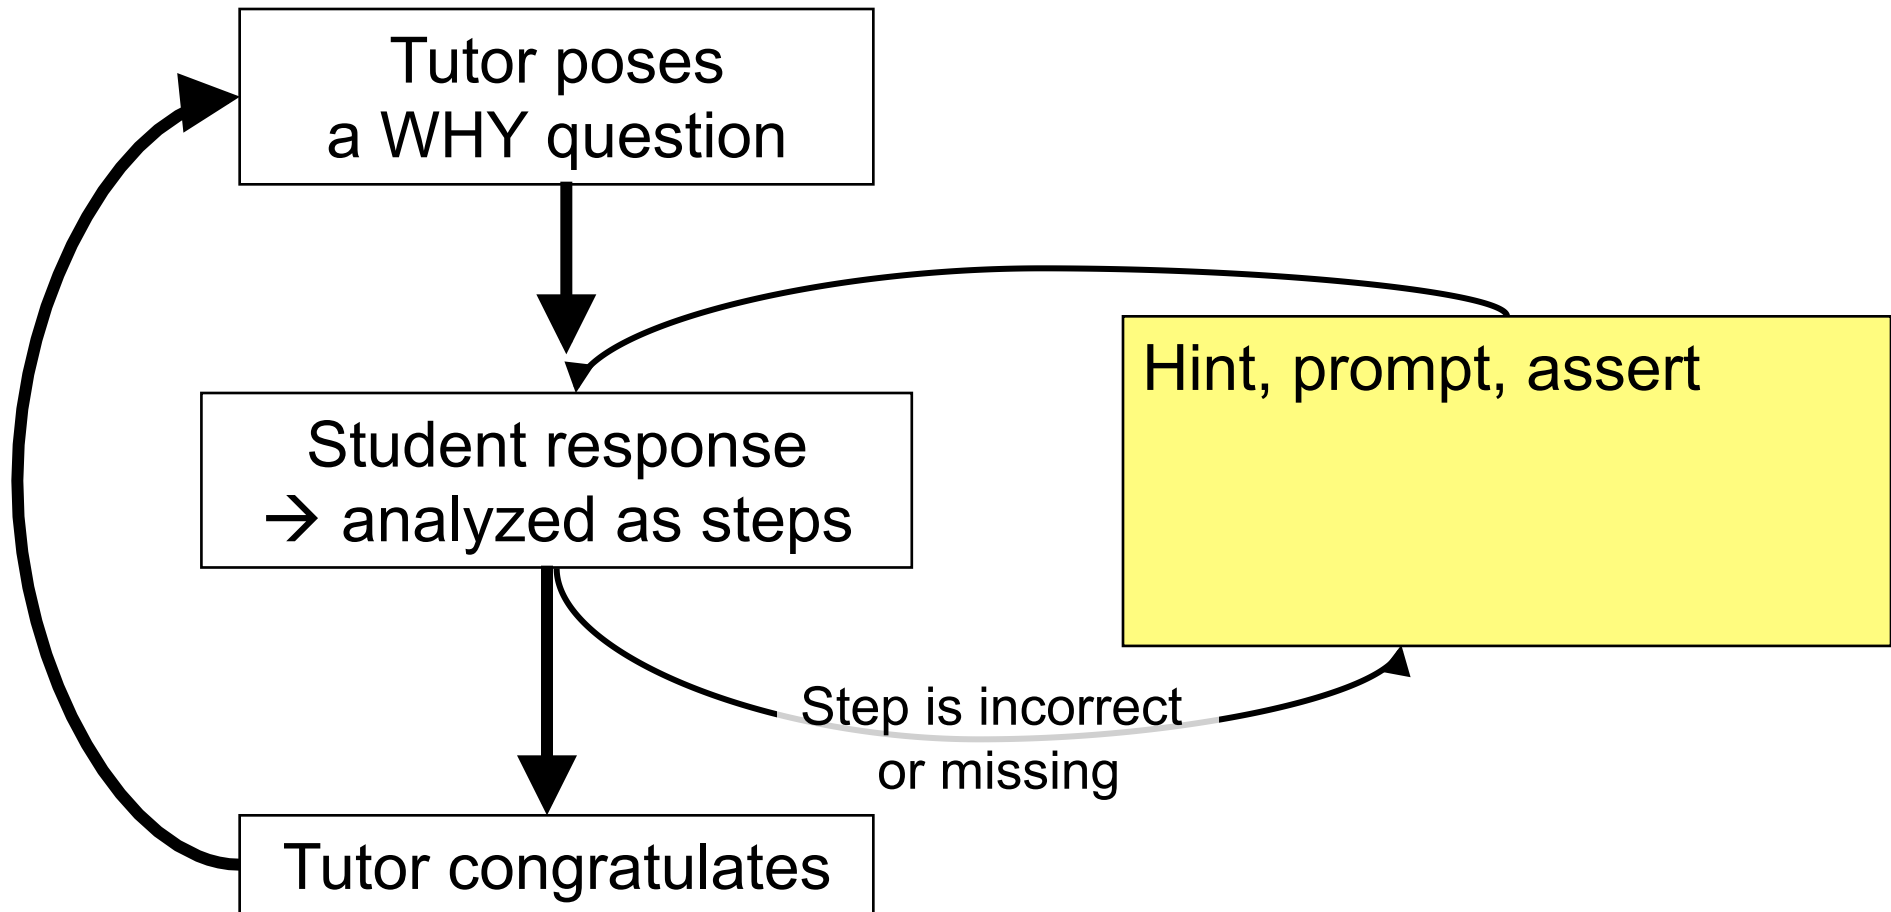 Tutor poses
a WHY question
Hint, prompt, assert
Student response
→ analyzed as steps
Step is incorrect
or missing
Tutor congratulates